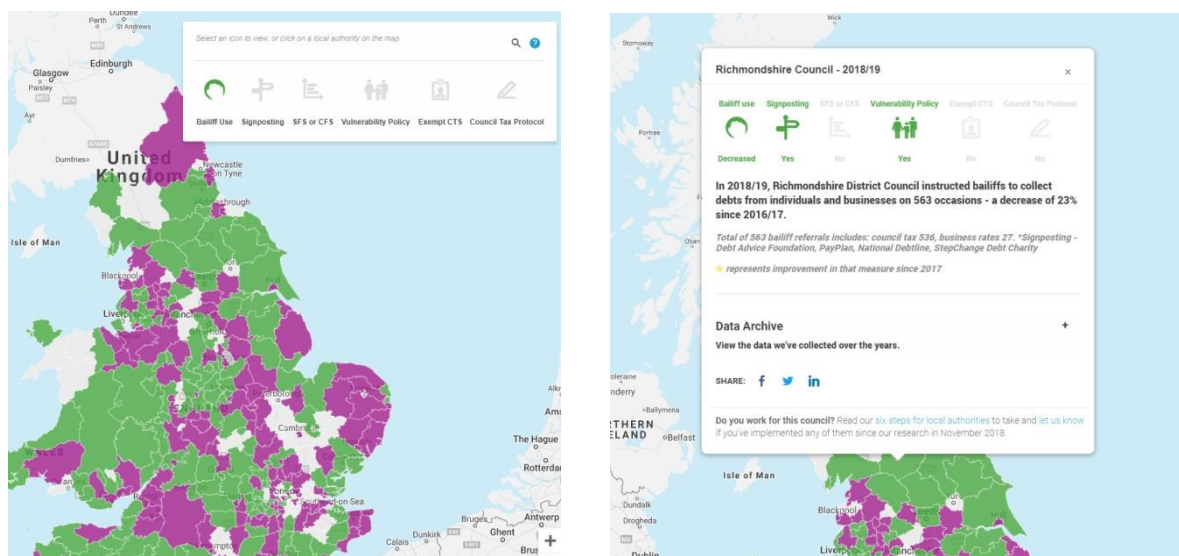 Dundee
Perth
St Andrews
Edinburgh
Glasgow
Paisley
Ayr
Dumfries
United
Kingdom
Newcastle
Isle of Man
Blackpool
Select an icon to view, or click on a local authority on the map
Bailiff Use Signposting SFS or CFS Vulnerability Policy Exempt CTS Council Tax Protocol
WALES
The Hague
Rotterda
Bruges
Antwerp
Dunkirk
Ghent
Calais
Brus
Wick
Stornoway
Portree
Richmondshire Council - 2018/19
Bailiff use Signposting SFS or CFS Vulnerability Policy Exempt CTS Council Tax Protocol
Decreased Yes No Yes No No
In 2018/19, Richmondshire District Council instructed bailiffs to collect
debts from individuals and businesses on 563 occasions - a decrease of 23%
since 2016/17.
Total of 563 bailiff referrals includes: council tax 536, business rates 27. *Signposting -
Debt Advice Foundation, PayPlan, National Debtline, StepChange Debt Charity
represents improvement in that measure since 2017
Data Archive
View the data we've collected over the years.
SHARE:
Do you work for this council? Read our six steps for local authorities to take and let us know
if you've implemented any of them since our research in November 2018.
oleraine
nderry
Ballymena
THERN
ELAND
Belfast
Isle of Man
Dundalk
Drogheda
Dublin
Blackpool